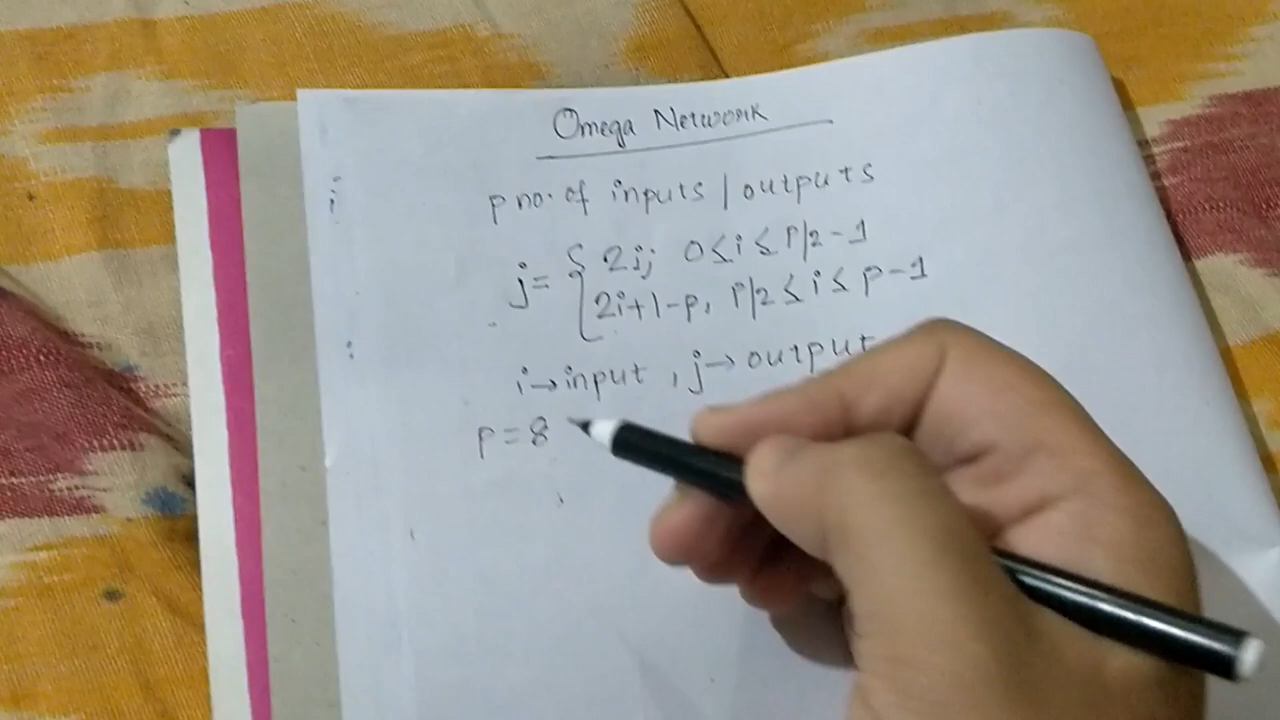 Omega Network
p no. of inputs / outputs
j = { 2i; 0 ≤ i ≤ P/2 - 1
2i+1-p, P/2 ≤ i ≤ p-1
i → input, j → output
P = 8